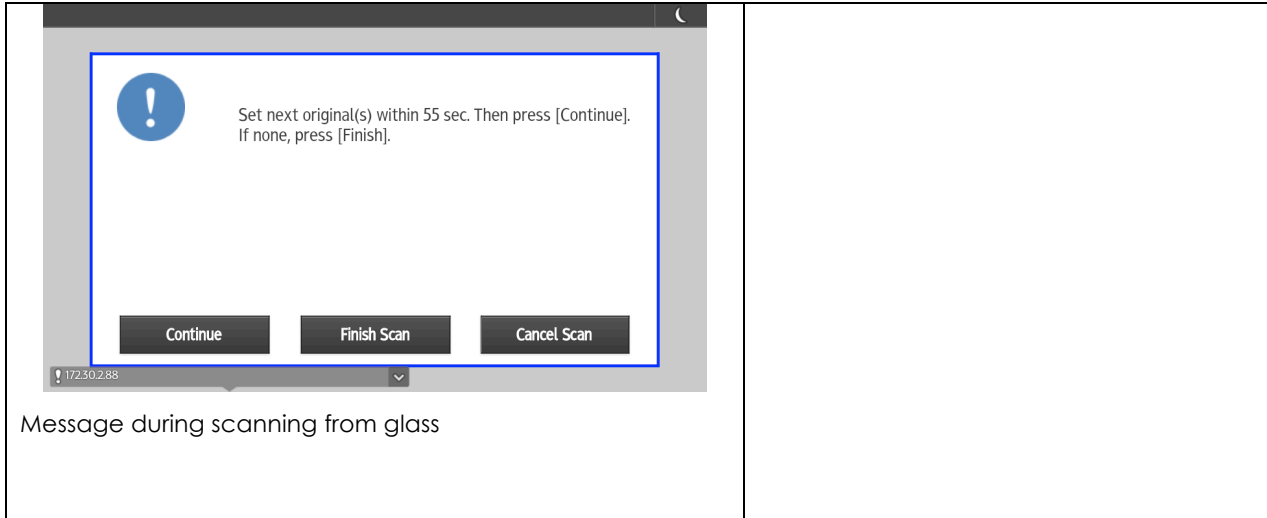 Set next original(s) within 55 sec. Then press [Continue].
If none, press [Finish].
Continue
Finish Scan
Cancel Scan
172.30.2.88
Message during scanning from glass